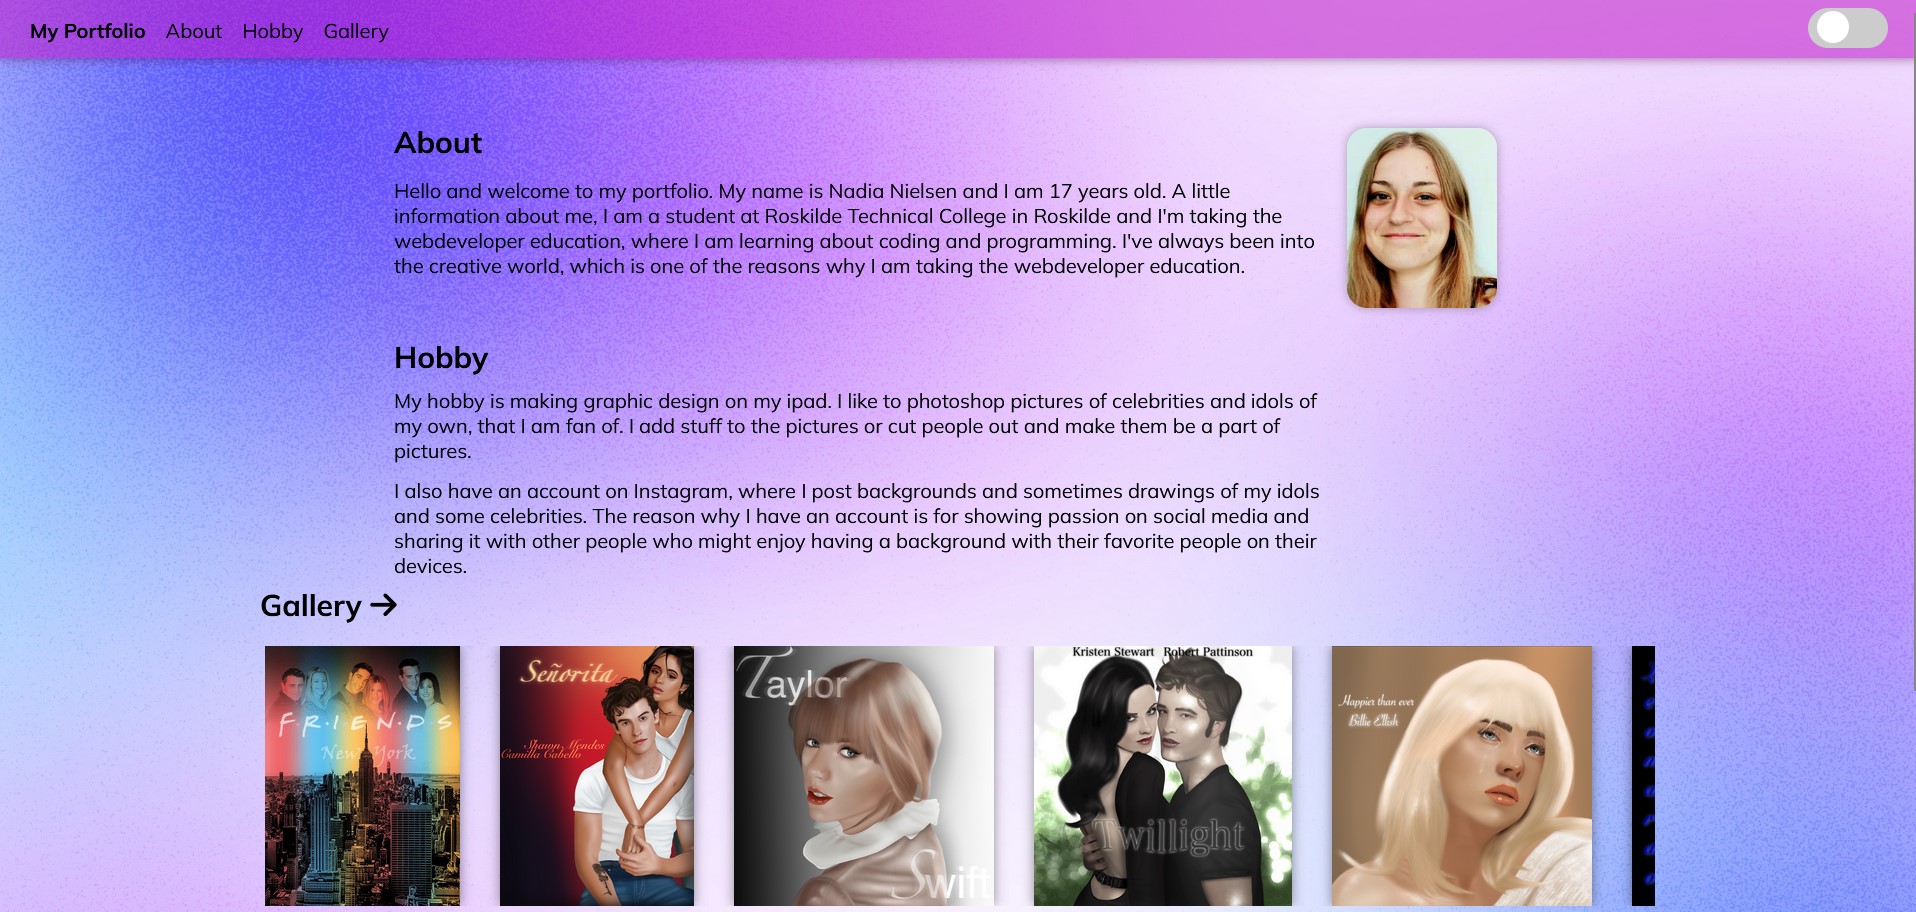 My Portfolio About Hobby Gallery
About
Hello and welcome to my portfolio. My name is Nadia Nielsen and I am 17 years old. A little
information about me, I am a student at Roskilde Technical College in Roskilde and I'm taking the
webdeveloper education, where I am learning about coding and programming. I've always been into
the creative world, which is one of the reasons why I am taking the webdeveloper education.
Hobby
My hobby is making graphic design on my ipad. I like to photoshop pictures of celebrities and idols of
my own, that I am fan of. I add stuff to the pictures or cut people out and make them be a part of
pictures.
I also have an account on Instagram, where I post backgrounds and sometimes drawings of my idols
and some celebrities. The reason why I have an account is for showing passion on social media and
sharing it with other people who might enjoy having a background with their favorite people on their
devices.
Gallery →
F·R·I·E·N·D·S
New York
Señorita
Shawn Mendes
Camilla Cabello
Taylor
Swift
Kristen Stewart Robert Pattinson
Twillight
Happier than ever
Billie Eilish